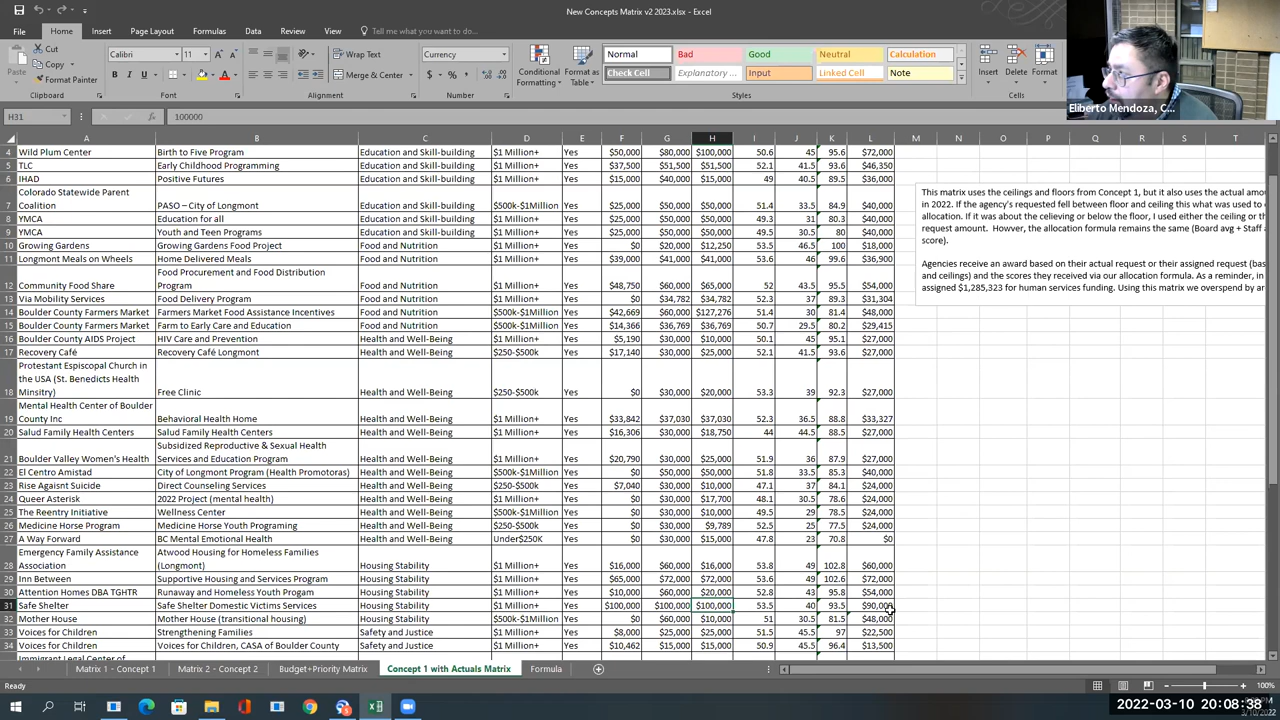 New Concepts Matrix v2 2023.xlsx - Excel
File Home Insert Page Layout Formulas Data Review View Tell me what you want to do...
Cut
Copy
Format Painter
Paste
Clipboard
Calibri 11
Font
Wrap Text
Merge & Center
Alignment
Currency
Number
Conditional Formatting
Format as Table
Normal Bad Good Neutral Calculation
Check Cell Explanatory ... Input Linked Cell Note
Styles
Insert Delete Format
Cells
Eliberto Mendoza, C...
H31 100000
A B C D E F G H I J K L M N O P Q R S T
4 Wild Plum Center Birth to Five Program Education and Skill-building $1 Million+ Yes $50,000 $80,000 $100,000 50.6 45 95.6 $72,000
5 TLC Early Childhood Programming Education and Skill-building $1 Million+ Yes $37,500 $51,500 $51,500 52.1 41.5 93.6 $46,350
6 IHAD Positive Futures Education and Skill-building $1 Million+ Yes $15,000 $40,000 $15,000 49 40.5 89.5 $36,000
7 Colorado Statewide Parent Coalition PASO – City of Longmont Education and Skill-building $500k-$1Million Yes $25,000 $50,000 $50,000 51.4 33.5 84.9 $40,000
8 YMCA Education for all Education and Skill-building $1 Million+ Yes $25,000 $50,000 $50,000 49.3 31 80.3 $40,000
9 YMCA Youth and Teen Programs Education and Skill-building $1 Million+ Yes $25,000 $50,000 $50,000 49.5 30.5 80 $40,000
10 Growing Gardens Growing Gardens Food Project Food and Nutrition $1 Million+ Yes $0 $20,000 $12,250 53.5 46.5 100 $18,000
11 Longmont Meals on Wheels Home Delivered Meals Food and Nutrition $1 Million+ Yes $39,000 $41,000 $41,000 53.6 46 99.6 $36,900
12 Community Food Share Food Procurement and Food Distribution Program Food and Nutrition $1 Million+ Yes $48,750 $60,000 $65,000 52 43.5 95.5 $54,000
13 Via Mobility Services Food Delivery Program Food and Nutrition $1 Million+ Yes $0 $34,782 $34,782 52.3 37 89.3 $31,304
14 Boulder County Farmers Market Farmers Market Food Assistance Incentives Food and Nutrition $500k-$1Million Yes $42,669 $60,000 $127,276 51.4 30 81.4 $48,000
15 Boulder County Farmers Market Farm to Early Care and Education Food and Nutrition $500k-$1Million Yes $14,366 $36,769 $36,769 50.7 29.5 80.2 $29,415
16 Boulder County AIDS Project HIV Care and Prevention Health and Well-Being $1 Million+ Yes $5,190 $30,000 $10,000 50.1 45 95.1 $27,000
17 Recovery Café Recovery Café Longmont Health and Well-Being $250-$500k Yes $17,140 $30,000 $25,000 52.1 41.5 93.6 $27,000
18 Protestant Espiscopal Church in the USA (St. Benedicts Health Minsitry) Free Clinic Health and Well-Being $250-$500k Yes $0 $30,000 $20,000 53.3 39 92.3 $27,000
19 Mental Health Center of Boulder County Inc Behavioral Health Home Health and Well-Being $1 Million+ Yes $33,842 $37,030 $37,030 52.3 36.5 88.8 $33,327
20 Salud Family Health Centers Salud Family Health Centers Health and Well-Being $1 Million+ Yes $16,306 $30,000 $18,750 44 44.5 88.5 $27,000
21 Boulder Valley Women's Health Subsidized Reproductive & Sexual Health Services and Education Program Health and Well-Being $1 Million+ Yes $20,790 $30,000 $25,000 51.9 36 87.9 $27,000
22 El Centro Amistad City of Longmont Program (Health Promotoras) Health and Well-Being $500k-$1Million Yes $0 $50,000 $50,000 51.8 33.5 85.3 $40,000
23 Rise Agaisnt Suicide Direct Counseling Services Health and Well-Being $250-$500k Yes $7,040 $30,000 $10,000 47.1 37 84.1 $24,000
24 Queer Asterisk 2022 Project (mental health) Health and Well-Being $1 Million+ Yes $0 $30,000 $17,700 48.1 30.5 78.6 $24,000
25 The Reentry Initiative Wellness Center Health and Well-Being $500k-$1Million Yes $0 $30,000 $10,000 49.5 29 78.5 $24,000
26 Medicine Horse Program Medicine Horse Youth Programing Health and Well-Being $250-$500k Yes $0 $30,000 $9,789 52.5 25 77.5 $24,000
27 A Way Forward BC Mental Emotional Health Health and Well-Being Under$250K Yes $0 $30,000 $15,000 47.8 23 70.8 $0
28 Emergency Family Assistance Association Atwood Housing for Homeless Families (Longmont) Housing Stability $1 Million+ Yes $16,000 $60,000 $16,000 53.8 49 102.8 $60,000
29 Inn Between Supportive Housing and Services Program Housing Stability $1 Million+ Yes $65,000 $72,000 $72,000 53.6 49 102.6 $72,000
30 Attention Homes DBA TGHTR Runaway and Homeless Youth Progam Housing Stability $1 Million+ Yes $10,000 $60,000 $20,000 52.8 43 95.8 $54,000
31 Safe Shelter Safe Shelter Domestic Victims Services Housing Stability $1 Million+ Yes $100,000 $100,000 $100,000 53.5 40 93.5 $90,000
32 Mother House Mother House (transitional housing) Housing Stability $500k-$1Million Yes $0 $60,000 $10,000 51 30.5 81.5 $48,000
33 Voices for Children Strengthening Families Safety and Justice $1 Million+ Yes $8,000 $25,000 $25,000 51.5 45.5 97 $22,500
34 Voices for Children Voices for Children, CASA of Boulder County Safety and Justice $1 Million+ Yes $10,462 $15,000 $15,000 50.9 45.5 96.4 $13,500
Immigrant Legal Center of
This matrix uses the ceilings and floors from Concept 1, but it also uses the actual amou
in 2022. If the agency's requested fell between floor and ceiling this what was used to
allocation. If it was about the celieving or below the floor, I used either the ceiling or th
request amount. Howvver, the allocation formula remains the same (Board avg + Staff
score).
Agencies receive an award based on their actual request or their assigned request (bas
and ceilings) and the scores they received via our allocation formula. As a reminder, in
assigned $1,285,323 for human services funding. Using this matrix we overspend by ar
Matrix 1 - Concept 1 Matrix 2 - Concept 2 Budget+Priority Matrix Concept 1 with Actuals Matrix Formula
Ready 100%
2022-03-10 20:08:38
3/10/2022